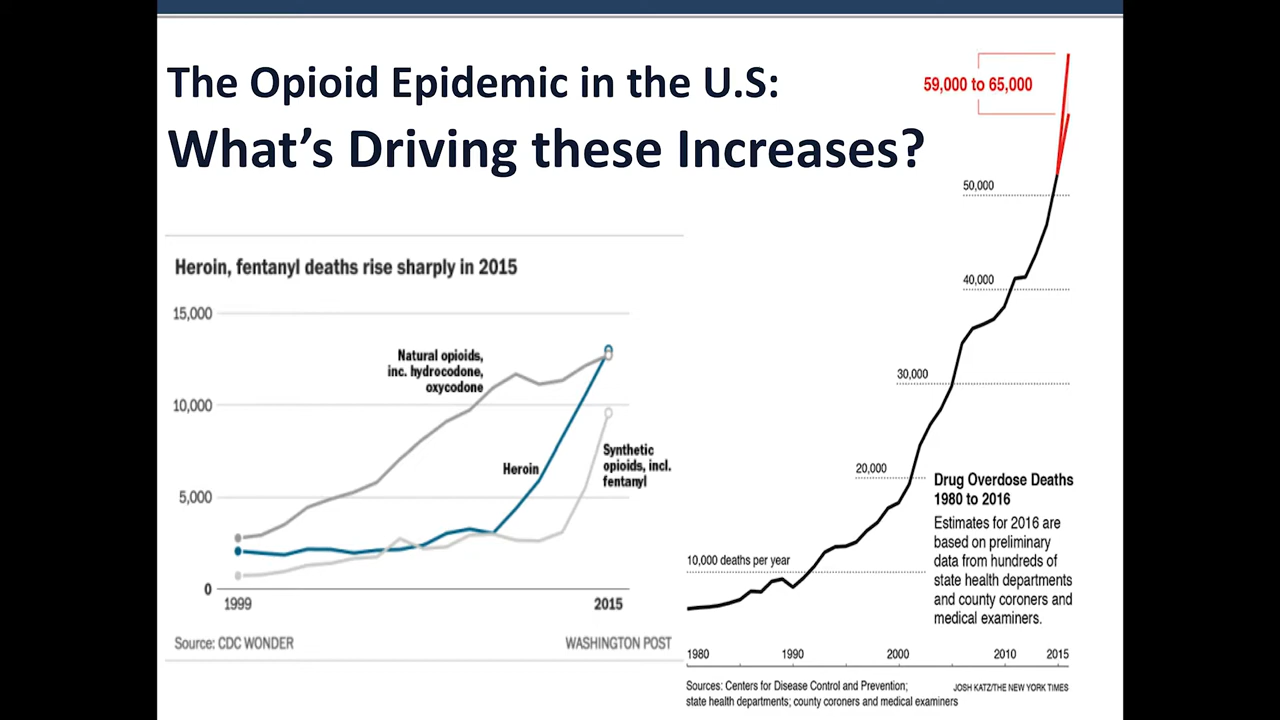 The Opioid Epidemic in the U.S:
What's Driving these Increases?
Heroin, fentanyl deaths rise sharply in 2015
15,000
Natural opioids,
inc. hydrocodone,
oxycodone
10,000
Heroin
Synthetic
opioids, incl.
fentanyl
5,000
0
1999
2015
Source: CDC WONDER
WASHINGTON POST
59,000 to 65,000
50,000
40,000
30,000
20,000
10,000 deaths per year
Drug Overdose Deaths
1980 to 2016
Estimates for 2016 are
based on preliminary
data from hundreds of
state health departments
and county coroners and
medical examiners.
1980
1990
2000
2010
2015
Sources: Centers for Disease Control and Prevention;
state health departments; county coroners and medical examiners
JOSH KATZ/THE NEW YORK TIMES